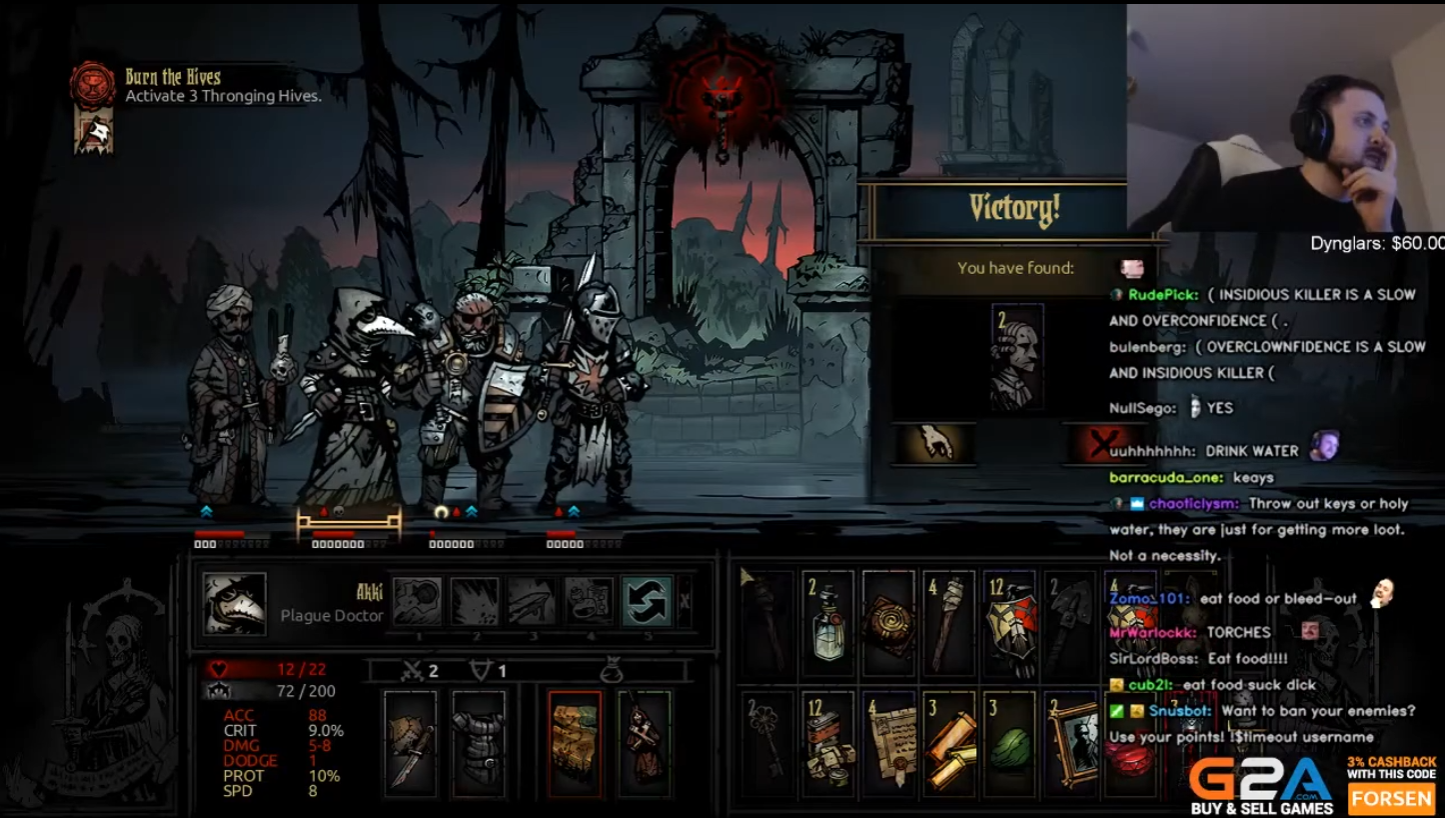 Burn the Hives
Activate 3 Thronging Hives.
Victory!
You have found:
2
Dynglars: $60.00
RudePick: ( INSIDIOUS KILLER IS A SLOW
AND OVERCONFIDENCE ( .
bulenberg: ( OVERCLOWNFIDENCE IS A SLOW
AND INSIDIOUS KILLER (
NullSego: YES
uuhhhhhhh: DRINK WATER
barracuda_one: keays
chaoticlysm: Throw out keys or holy
water, they are just for getting more loot.
Not a necessity.
Zomo_101: eat food or bleed-out
MrWarlockk: TORCHES
SirLordBoss: Eat food!!!!
cub2l: eat food suck dick
Snusbot: Want to ban your enemies?
Use your points! !$timeout username
Akki
Plague Doctor
1 2 3 4 5
12 / 22
72 / 200
2 1
ACC 88
CRIT 9.0%
DMG 5-8
DODGE 1
PROT 10%
SPD 8
2 4 12 2 4
2 12 4 3 3 2
G2A.COM
BUY & SELL GAMES
3% CASHBACK
WITH THIS CODE
FORSEN